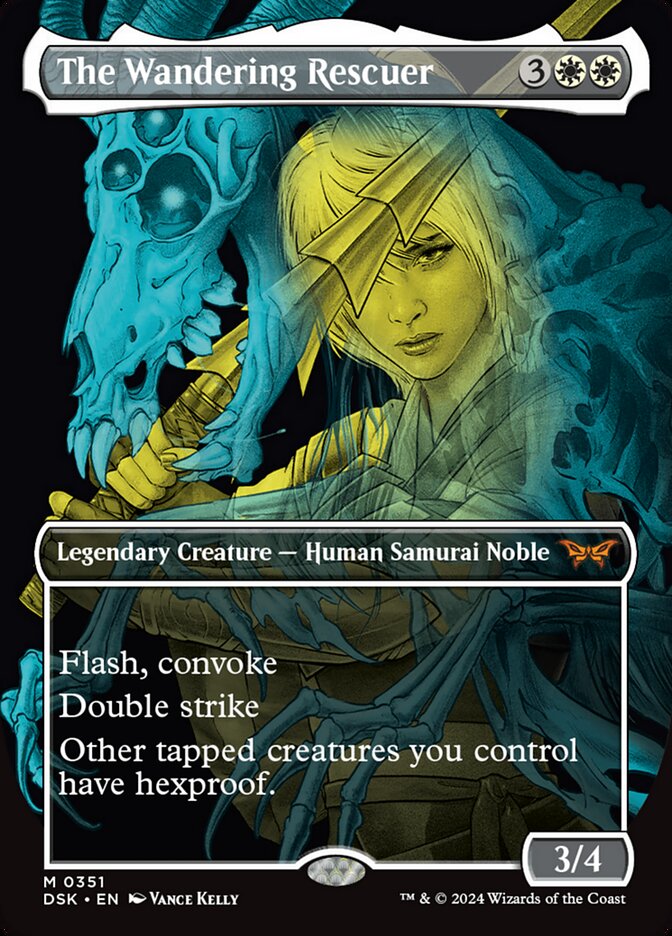 The Wandering Rescuer 3
Legendary Creature — Human Samurai Noble
Flash, convoke
Double strike
Other tapped creatures you control
have hexproof.
3/4
M 0351
DSK • EN Vance Kelly
™ & © 2024 Wizards of the Coast